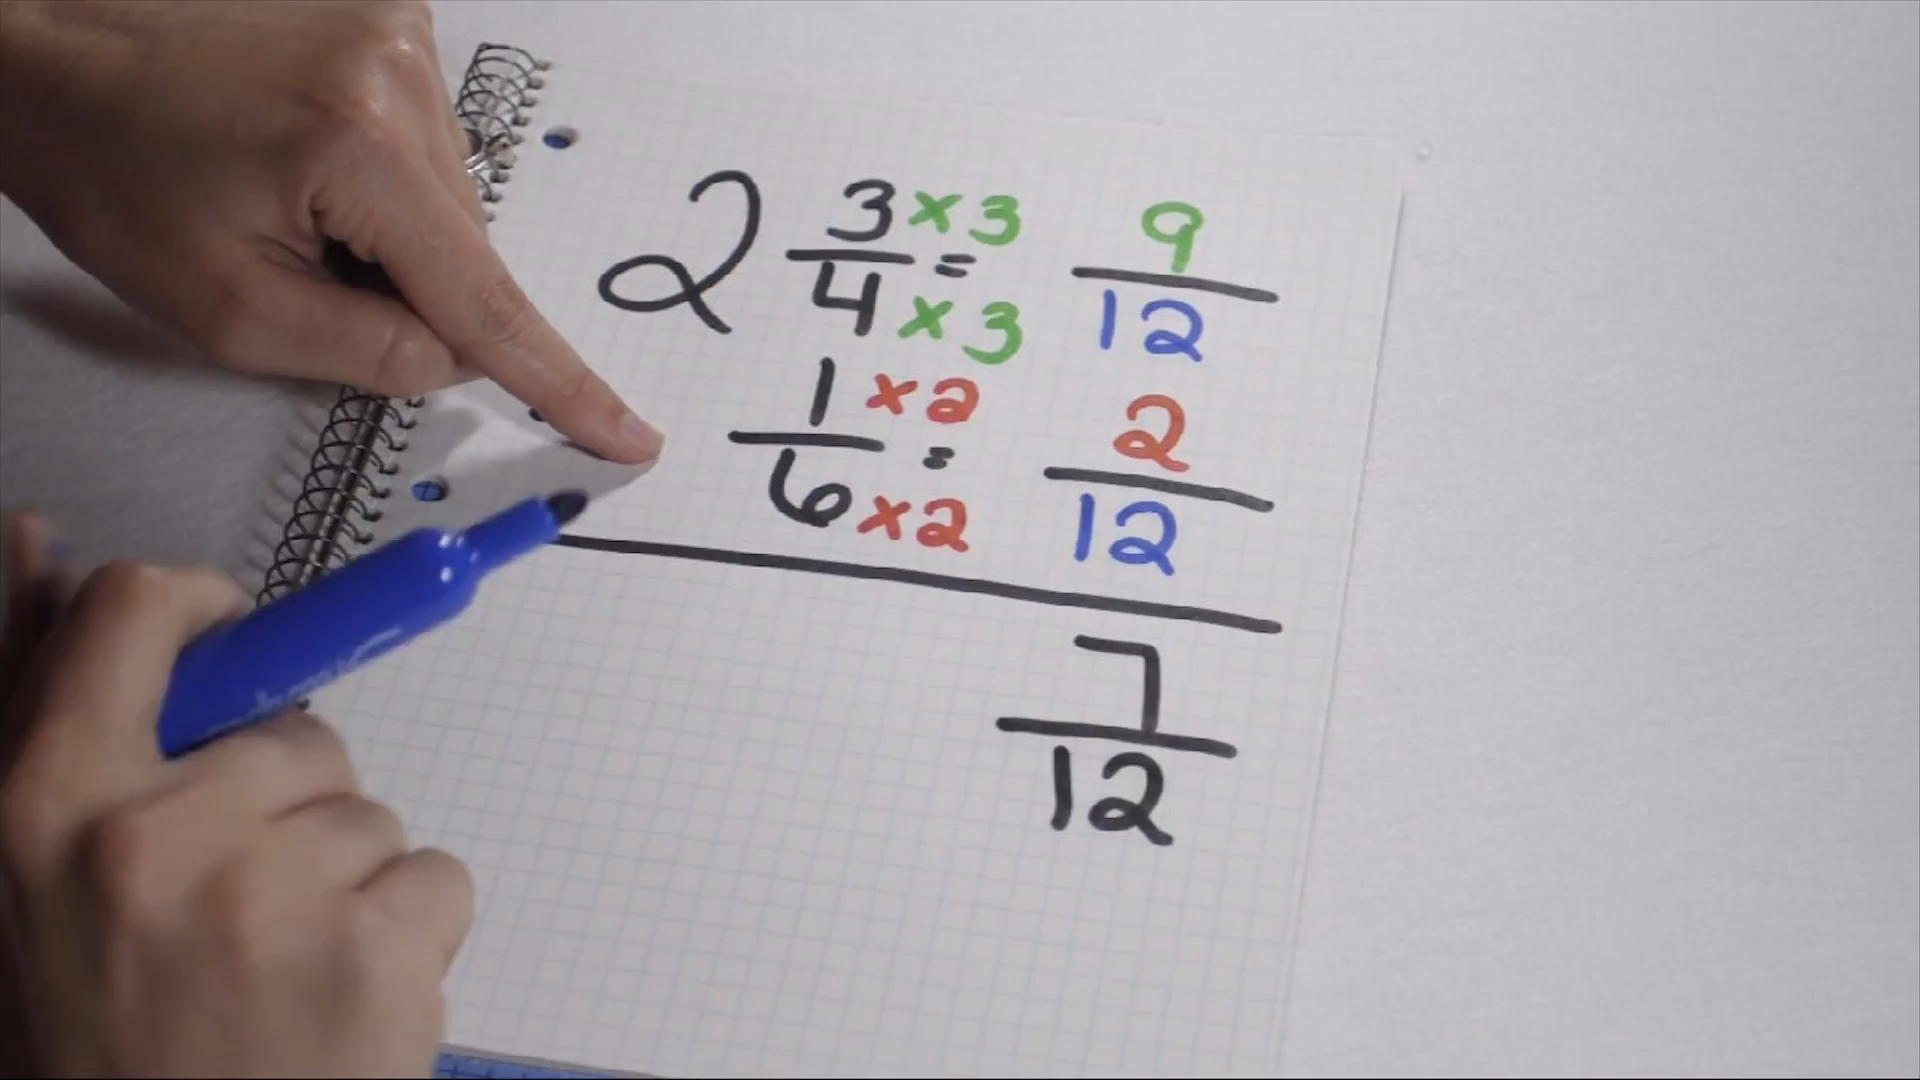 2 3/4 ×3/×3 = 9/12
1/6 ×2/×2 = 2/12
7/12